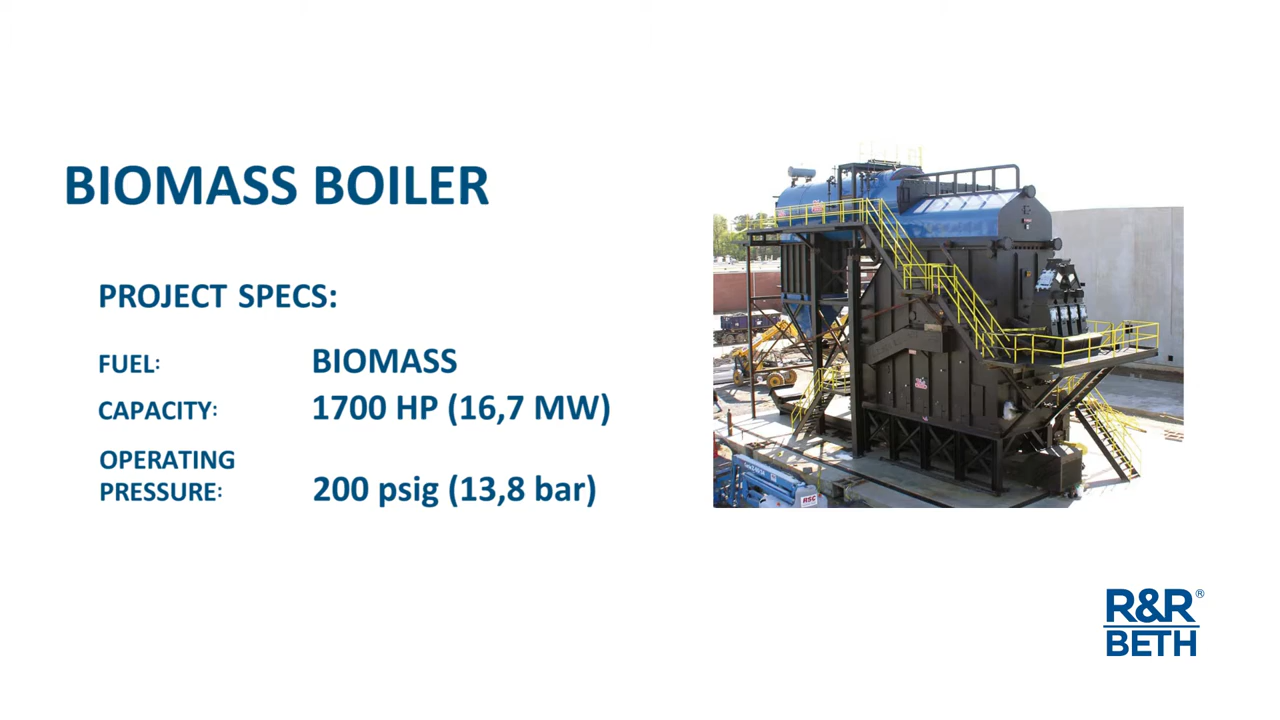 BIOMASS BOILER
PROJECT SPECS:
FUEL: BIOMASS
CAPACITY: 1700 HP (16,7 MW)
OPERATING
PRESSURE: 200 psig (13,8 bar)
RSC
R&R®
BETH